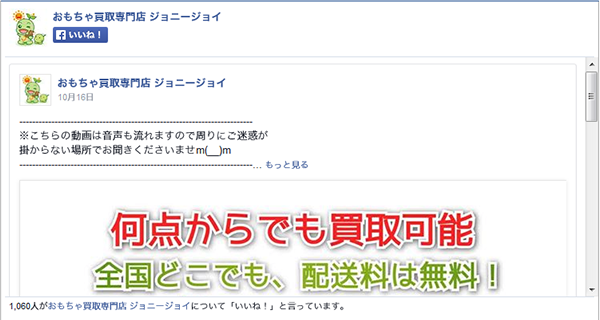 おもちゃ買取専門店 ジョニージョイ
いいね！
おもちゃ買取専門店 ジョニージョイ
10月16日
--------------------------------------------------------------------------
※こちらの動画は音声も流れますので周りにご迷惑が
掛からない場所でお聞きくださいませm(__)m
--------------------------------------------------------------------------... もっと見る
何点からでも買取可能
全国どこでも、配送料は無料！
1,060人がおもちゃ買取専門店 ジョニージョイについて「いいね！」と言っています。